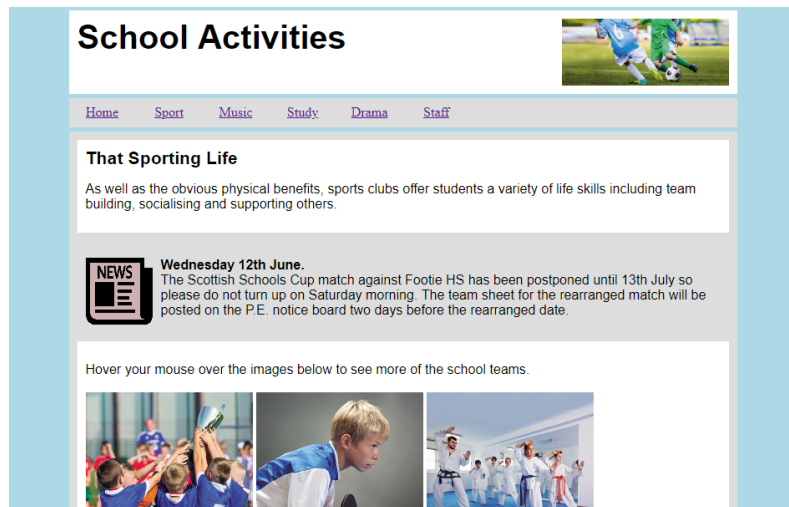 School Activities
Home Sport Music Study Drama Staff
That Sporting Life
As well as the obvious physical benefits, sports clubs offer students a variety of life skills including team
building, socialising and supporting others.
NEWS
Wednesday 12th June.
The Scottish Schools Cup match against Footie HS has been postponed until 13th July so
please do not turn up on Saturday morning. The team sheet for the rearranged match will be
posted on the P.E. notice board two days before the rearranged date.
Hover your mouse over the images below to see more of the school teams.